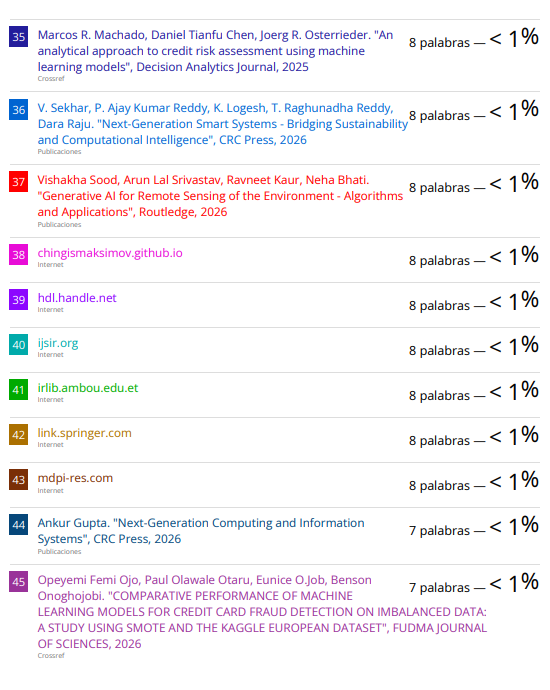 35 Marcos R. Machado, Daniel Tianfu Chen, Joerg R. Osterrieder. "An
analytical approach to credit risk assessment using machine
learning models", Decision Analytics Journal, 2025
Crossref
8 palabras — < 1%
36 V. Sekhar, P. Ajay Kumar Reddy, K. Logesh, T. Raghunadha Reddy,
Dara Raju. "Next-Generation Smart Systems - Bridging Sustainability
and Computational Intelligence", CRC Press, 2026
Publicaciones
8 palabras — < 1%
37 Vishakha Sood, Arun Lal Srivastav, Ravneet Kaur, Neha Bhati.
"Generative AI for Remote Sensing of the Environment - Algorithms
and Applications", Routledge, 2026
Publicaciones
8 palabras — < 1%
38 chingismaksimov.github.io
Internet
8 palabras — < 1%
39 hdl.handle.net
Internet
8 palabras — < 1%
40 ijsir.org
Internet
8 palabras — < 1%
41 irlib.ambou.edu.et
Internet
8 palabras — < 1%
42 link.springer.com
Internet
8 palabras — < 1%
43 mdpi-res.com
Internet
8 palabras — < 1%
44 Ankur Gupta. "Next-Generation Computing and Information
Systems", CRC Press, 2026
Publicaciones
7 palabras — < 1%
45 Opeyemi Femi Ojo, Paul Olawale Otaru, Eunice O.Job, Benson
Onoghojobi. "COMPARATIVE PERFORMANCE OF MACHINE
LEARNING MODELS FOR CREDIT CARD FRAUD DETECTION ON IMBALANCED DATA:
A STUDY USING SMOTE AND THE KAGGLE EUROPEAN DATASET", FUDMA JOURNAL
OF SCIENCES, 2026
Crossref
7 palabras — < 1%